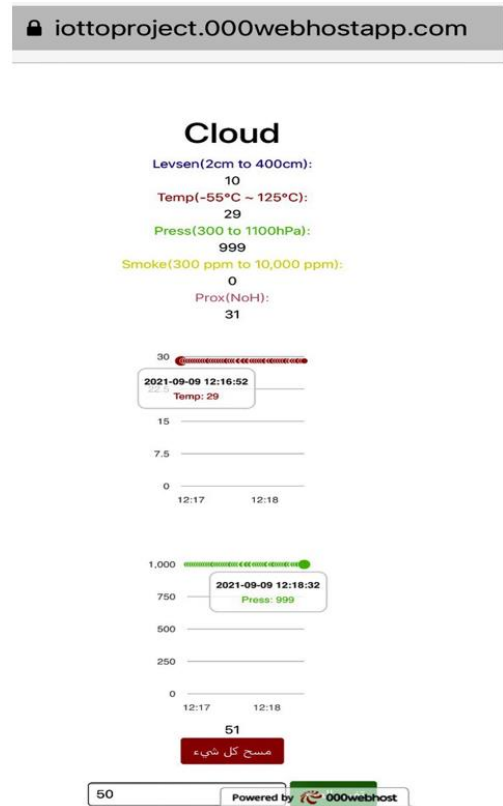 iottoproject.000webhostapp.com
Cloud
Levsen(2cm to 400cm):
10
Temp(-55°C ~ 125°C):
29
Press(300 to 1100hPa):
999
Smoke(300 ppm to 10,000 ppm):
0
Prox(NoH):
31
30
2021-09-09 12:16:52
22.5
Temp: 29
15
7.5
0
12:17 12:18
1,000
2021-09-09 12:18:32
750
Press: 999
500
250
0
12:17 12:18
51
مسح كل شيء
50
Powered by 000webhost